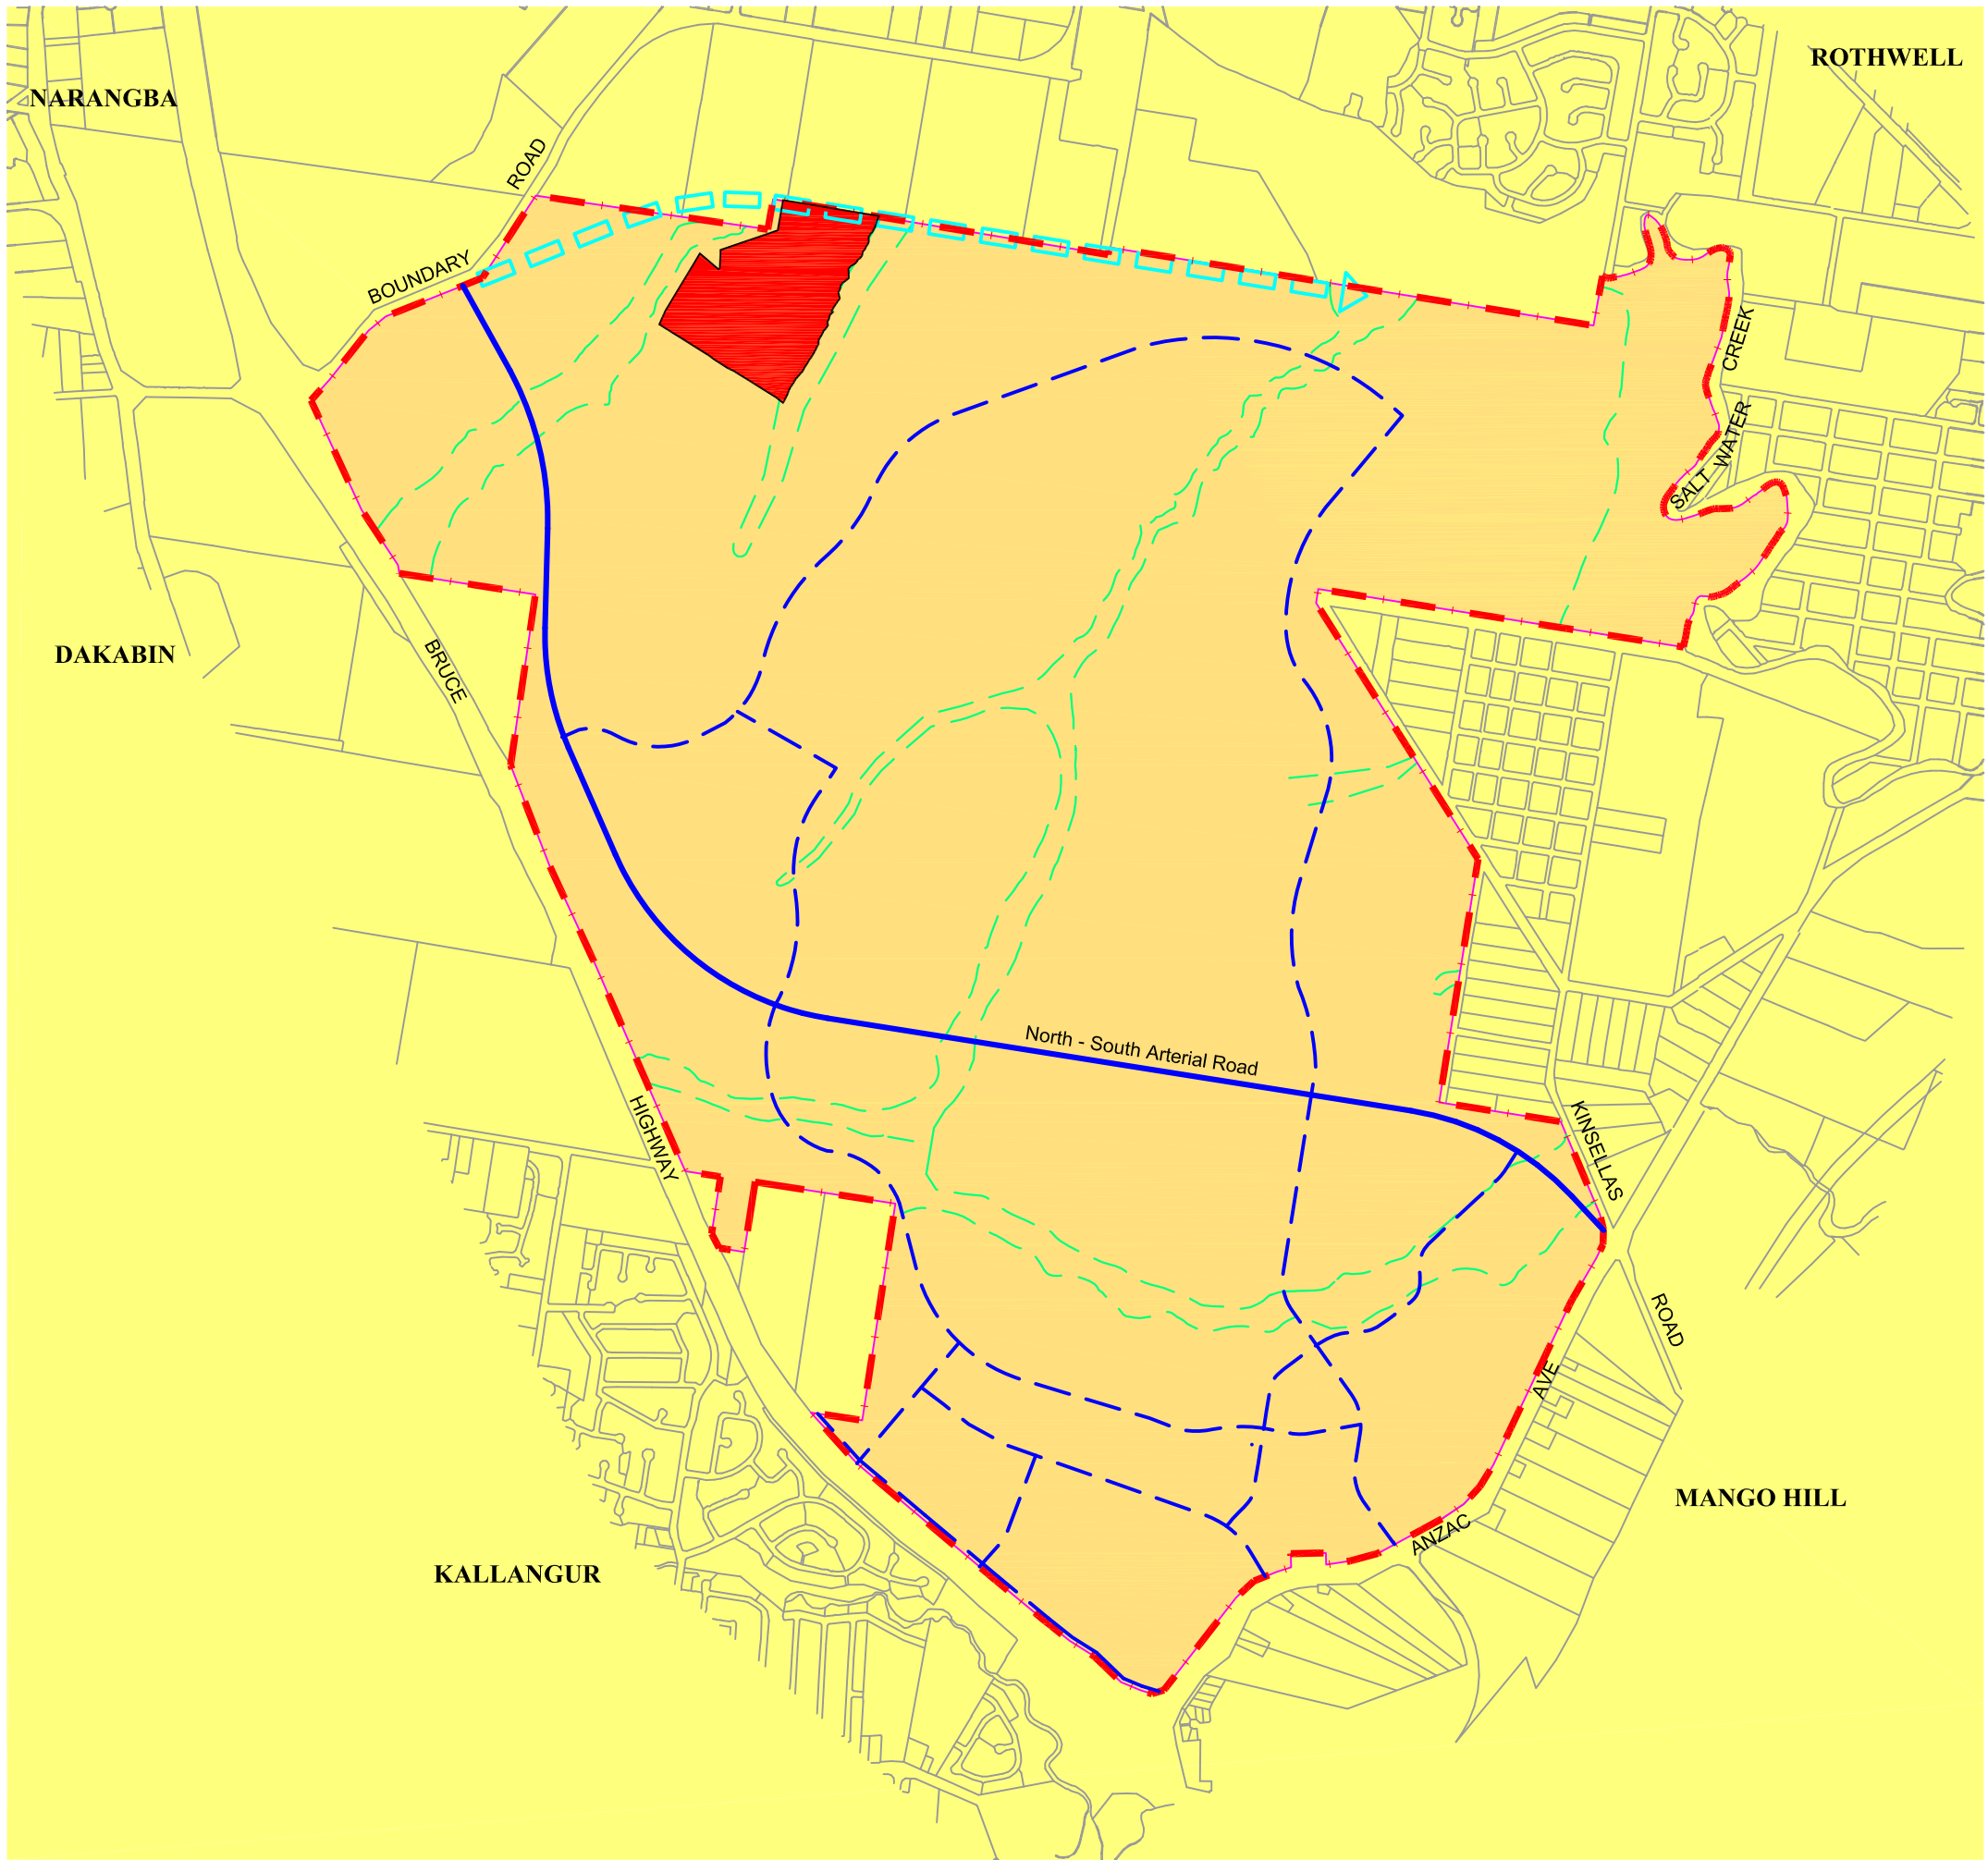 ROTHWELL
NARANGBA
ROAD
BOUNDARY
CREEK
WATER
SALT
DAKABIN
BRUCE
North - South Arterial Road
HIGHWAY
KINSELLAS
ROAD
AVE
MANGO HILL
ANZAC
KALLANGUR